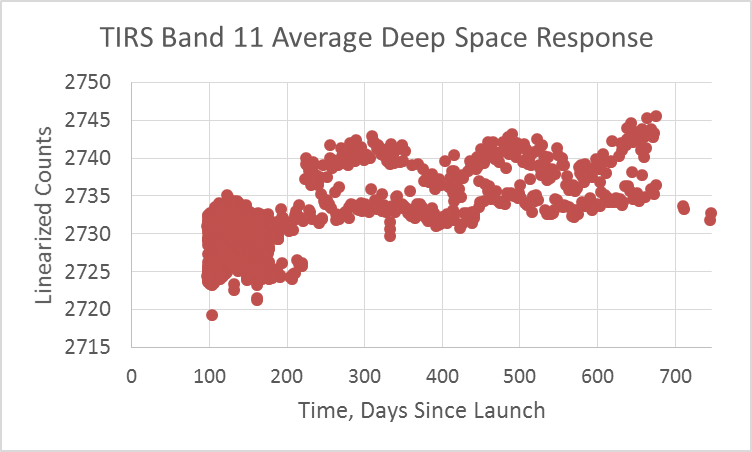 TIRS Band 11 Average Deep Space Response
2750
2745
2740
2735
2730
2725
2720
2715
Linearized Counts
0 100 200 300 400 500 600 700
Time, Days Since Launch